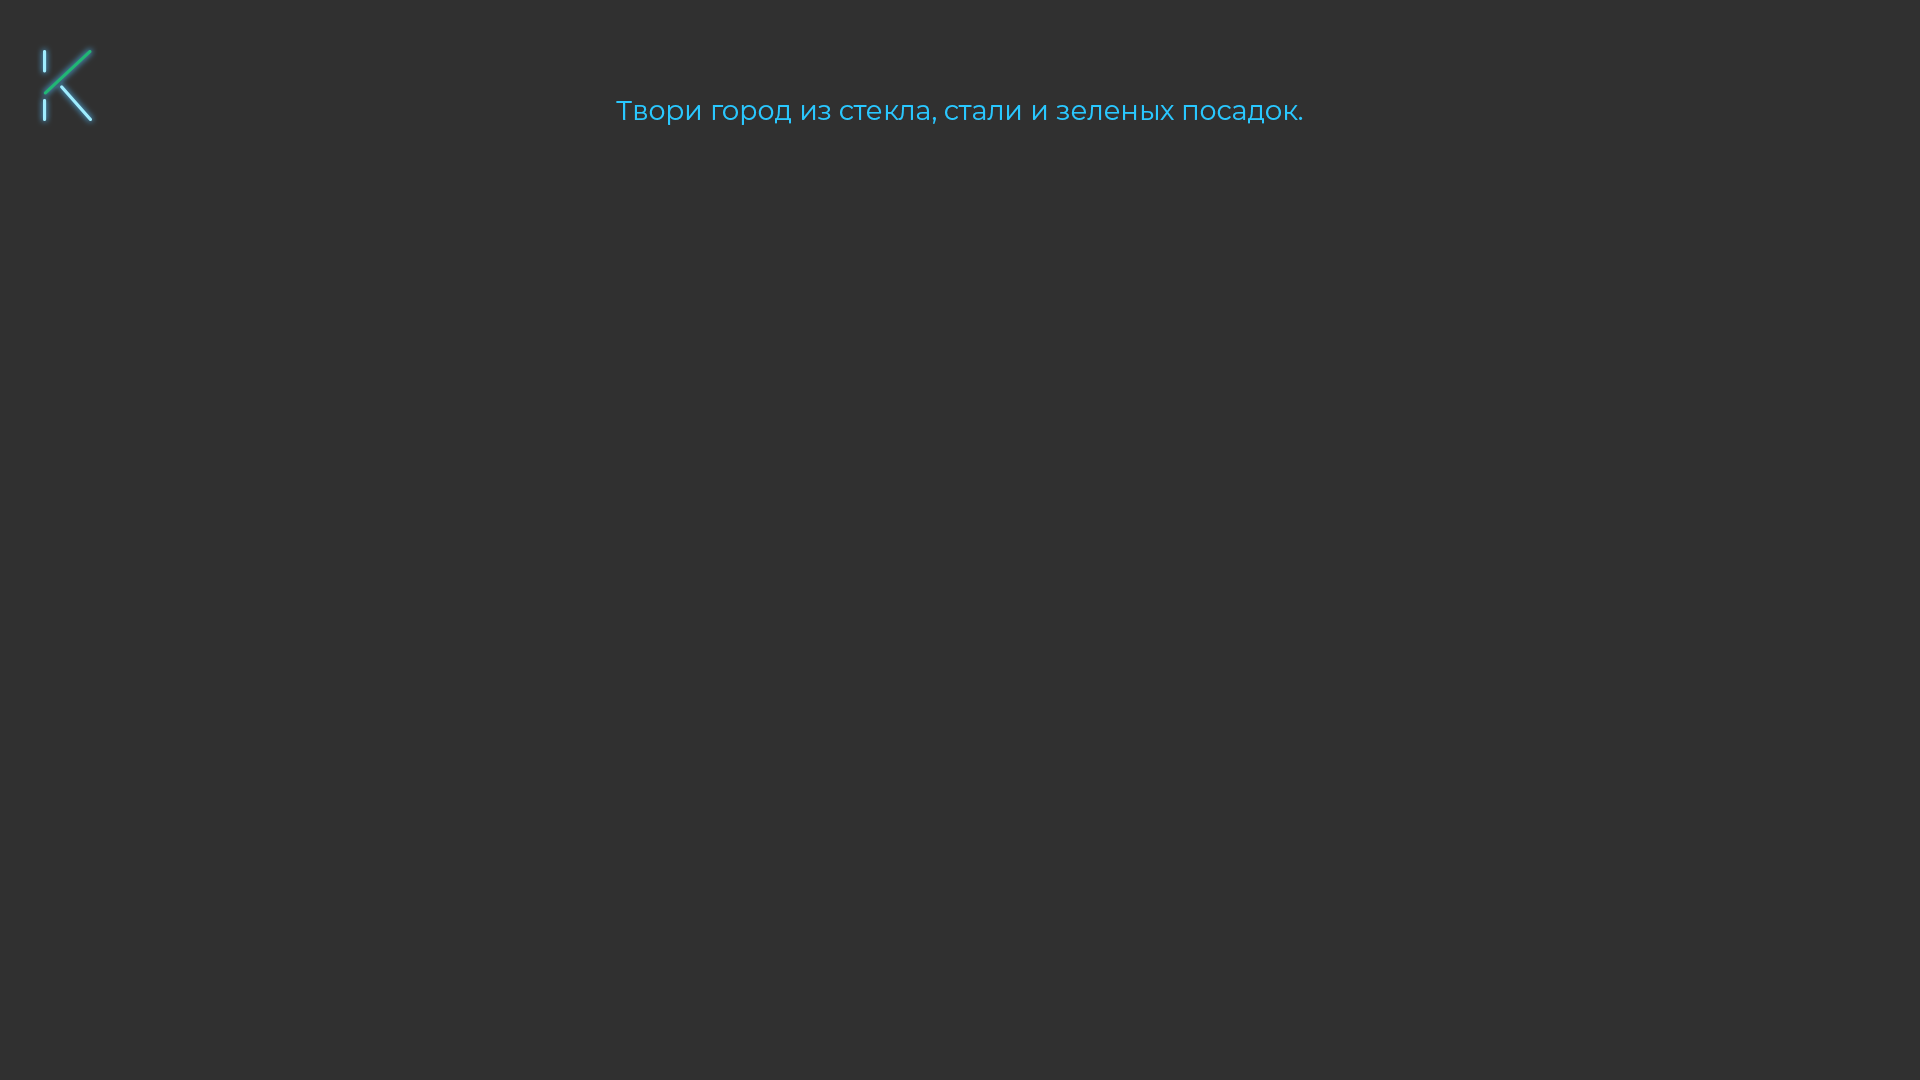 K
Твори город из стекла, стали и зеленых посадок.